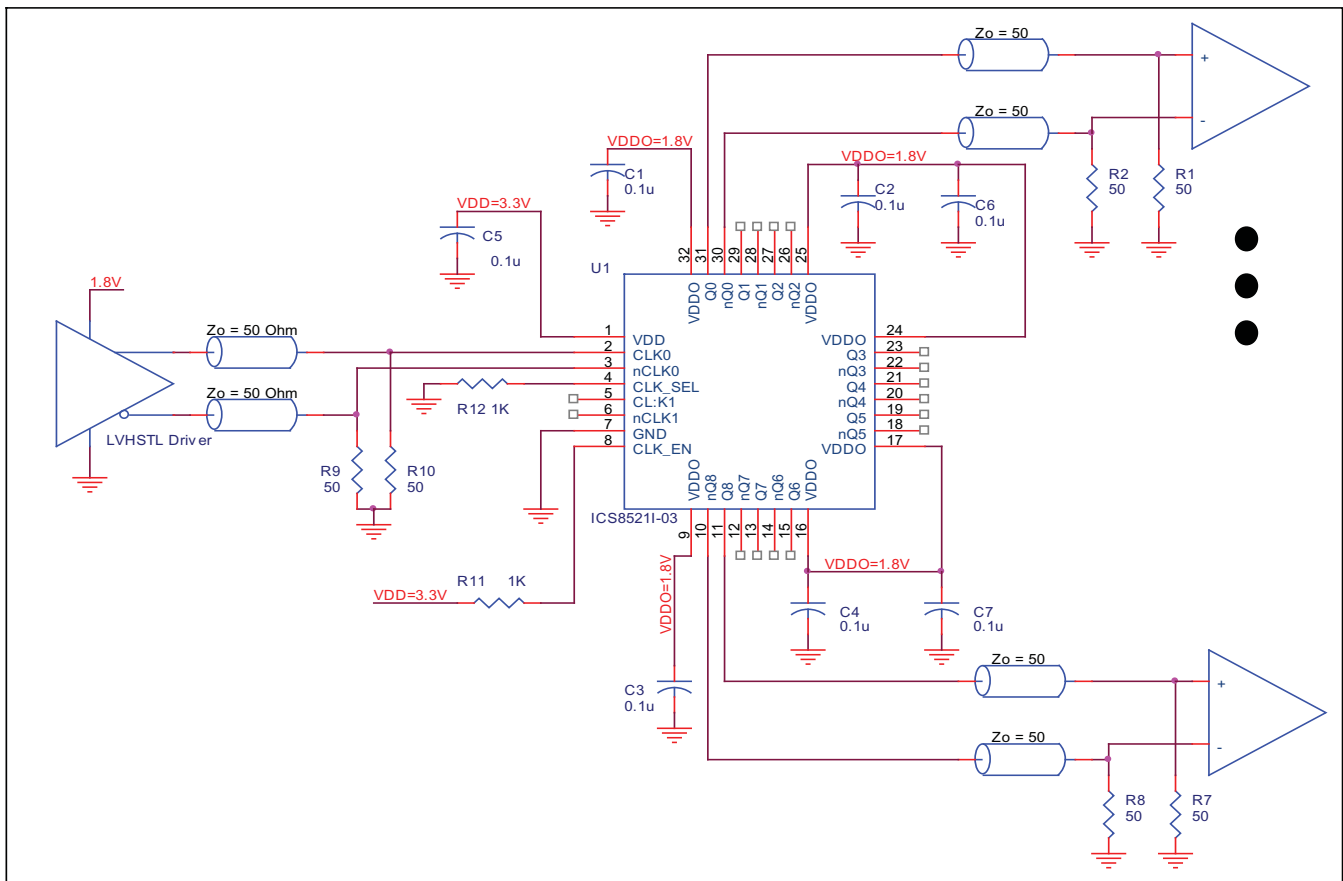 Zo = 50
+
-
Zo = 50
R2
50
R1
50
VDDO=1.8V
C1
0.1u
VDDO=1.8V
C2
0.1u
C6
0.1u
VDD=3.3V
C5
0.1u
1.8V
Zo = 50 Ohm
Zo = 50 Ohm
LVHSTL Driver
R9
50
R10
50
R12 1K
R11 1K
VDD=3.3V
U1
32 31 30 29 28 27 26 25
VDDO Q0 nQ0 Q1 nQ1 Q2 nQ2 VDDO
1 VDD
2 CLK0
3 nCLK0
4 CLK_SEL
5 CL:K1
6 nCLK1
7 GND
8 CLK_EN
VDDO 24
Q3 23
nQ3 22
Q4 21
nQ4 20
Q5 19
nQ5 18
VDDO 17
VDDO nQ8 Q8 nQ7 Q7 nQ6 Q6 VDDO
9 10 11 12 13 14 15 16
ICS8521I-03
VDDO=1.8V
C3
0.1u
VDDO=1.8V
C4
0.1u
C7
0.1u
Zo = 50
+
-
Zo = 50
R8
50
R7
50